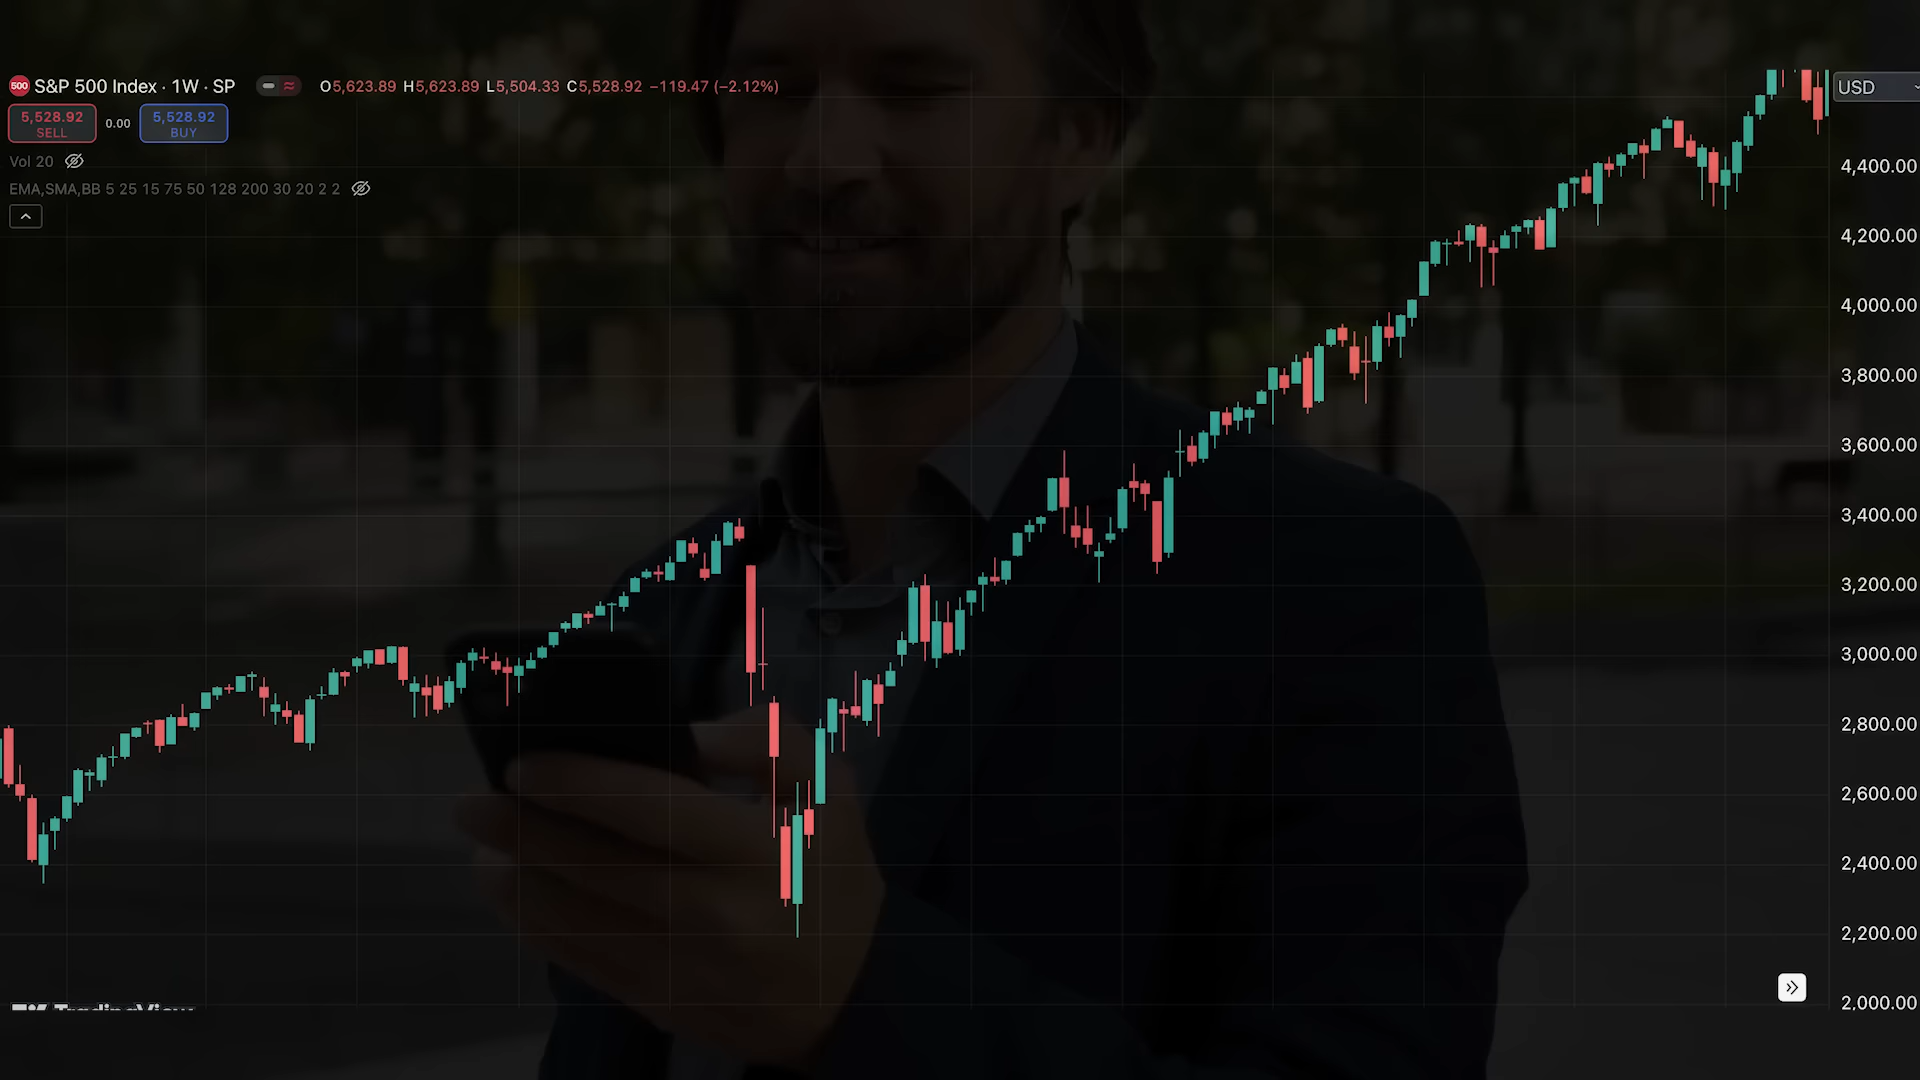 500 S&P 500 Index · 1W · SP O5,623.89 H5,623.89 L5,504.33 C5,528.92 −119.47 (−2.12%)
USD
5,528.92 0.00 5,528.92
SELL BUY
Vol 20
EMA,SMA,BB 5 25 15 75 50 128 200 30 20 2 2
4,400.00
4,200.00
4,000.00
3,800.00
3,600.00
3,400.00
3,200.00
3,000.00
2,800.00
2,600.00
2,400.00
2,200.00
2,000.00
TradingView